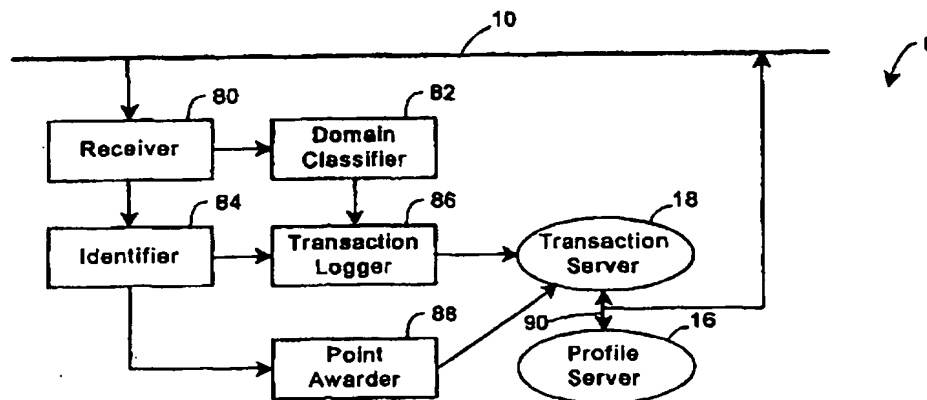 10
80
Receiver
82
Domain
Classifier
84
Identifier
86
Transaction
Logger
18
Transaction
Server
88
Point
Awarder
90
16
Profile
Server